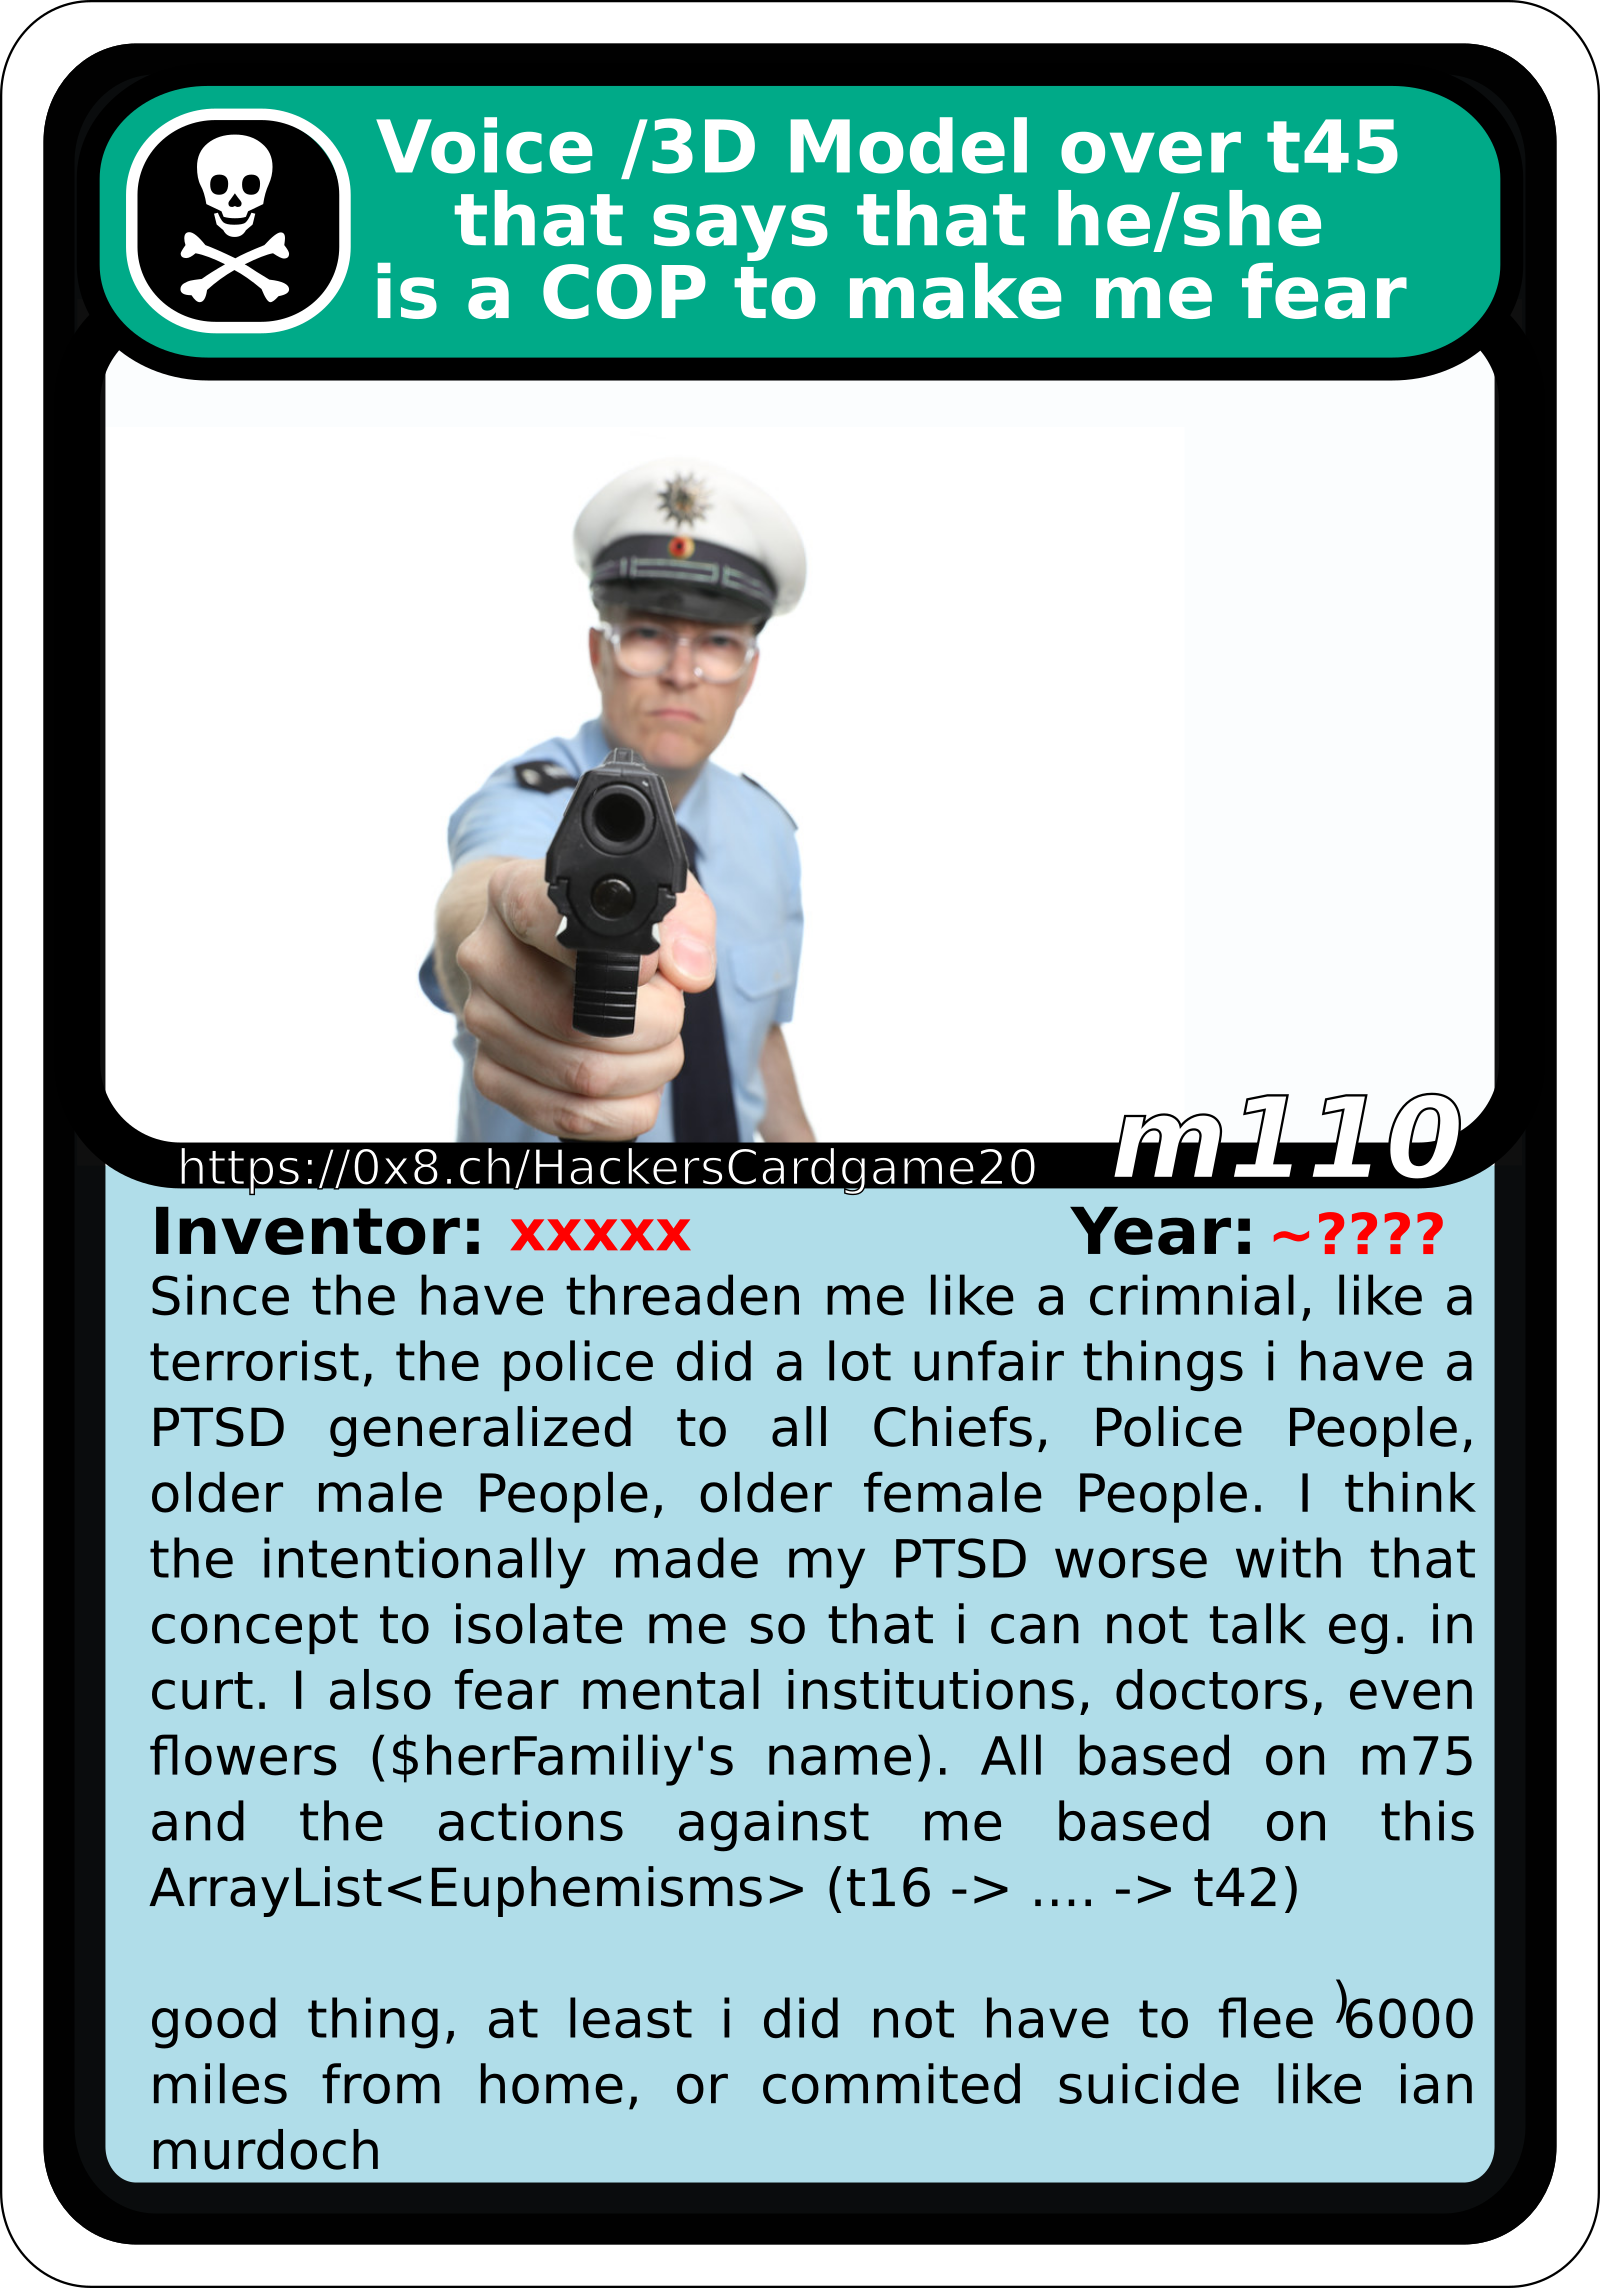 Voice /3D Model over t45
that says that he/she
is a COP to make me fear
https://0x8.ch/HackersCardgame20
m110
Inventor: xxxxx Year: ~????
Since the have threaden me like a crimnial, like a
terrorist, the police did a lot unfair things i have a
PTSD generalized to all Chiefs, Police People,
older male People, older female People. I think
the intentionally made my PTSD worse with that
concept to isolate me so that i can not talk eg. in
curt. I also fear mental institutions, doctors, even
flowers ($herFamiliy's name). All based on m75
and the actions against me based on this
ArrayList<Euphemisms> (t16 -> .... -> t42)
good thing, at least i did not have to flee )6000
miles from home, or commited suicide like ian
murdoch